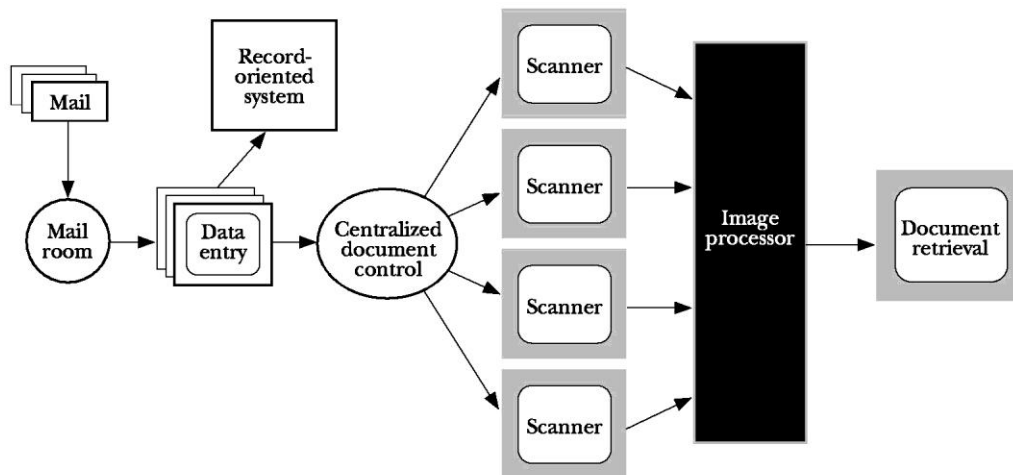 Mail
Mail
room
Record-
oriented
system
Data
entry
Centralized
document
control
Scanner
Scanner
Scanner
Scanner
Image
processor
Document
retrieval